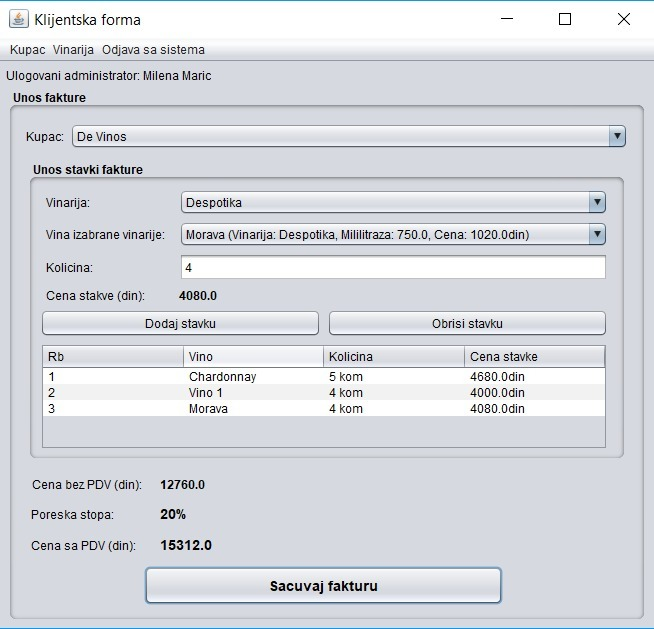 Klijentska forma
Kupac Vinarija Odjava sa sistema
Ulogovani administrator: Milena Maric
Unos fakture
Kupac: De Vinos
Unos stavki fakture
Vinarija: Despotika
Vina izabrane vinarije: Morava (Vinarija: Despotika, Mililitraza: 750.0, Cena: 1020.0din)
Kolicina: 4
Cena stakve (din): 4080.0
Dodaj stavku Obrisi stavku
Rb Vino Kolicina Cena stavke
1 Chardonnay 5 kom 4680.0din
2 Vino 1 4 kom 4000.0din
3 Morava 4 kom 4080.0din
Cena bez PDV (din): 12760.0
Poreska stopa: 20%
Cena sa PDV (din): 15312.0
Sacuvaj fakturu